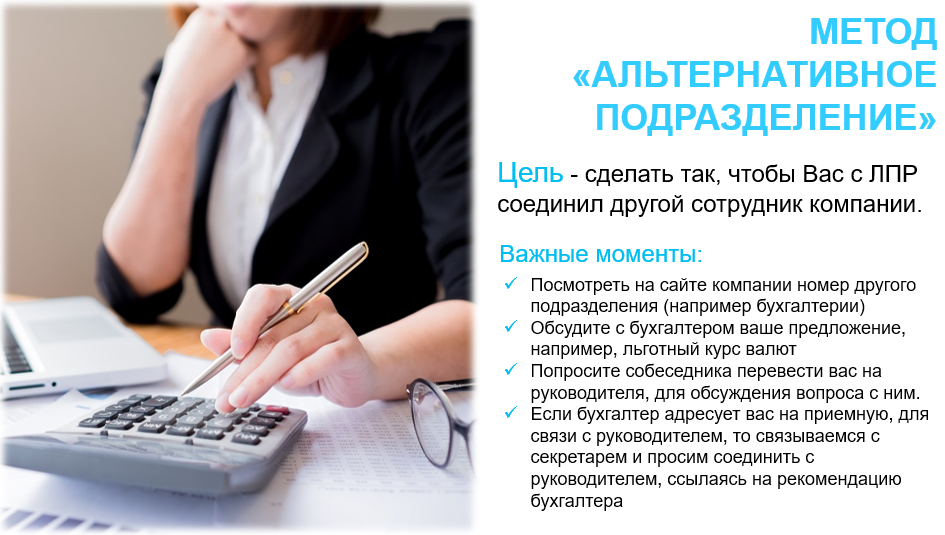 МЕТОД
«АЛЬТЕРНАТИВНОЕ
ПОДРАЗДЕЛЕНИЕ»
Цель - сделать так, чтобы Вас с ЛПР
соединил другой сотрудник компании.
Важные моменты:
✓ Посмотреть на сайте компании номер другого
подразделения (например бухгалтерии)
✓ Обсудите с бухгалтером ваше предложение,
например, льготный курс валют
✓ Попросите собеседника перевести вас на
руководителя, для обсуждения вопроса с ним.
✓ Если бухгалтер адресует вас на приемную, для
связи с руководителем, то связываемся с
секретарем и просим соединить с
руководителем, ссылаясь на рекомендацию
бухгалтера